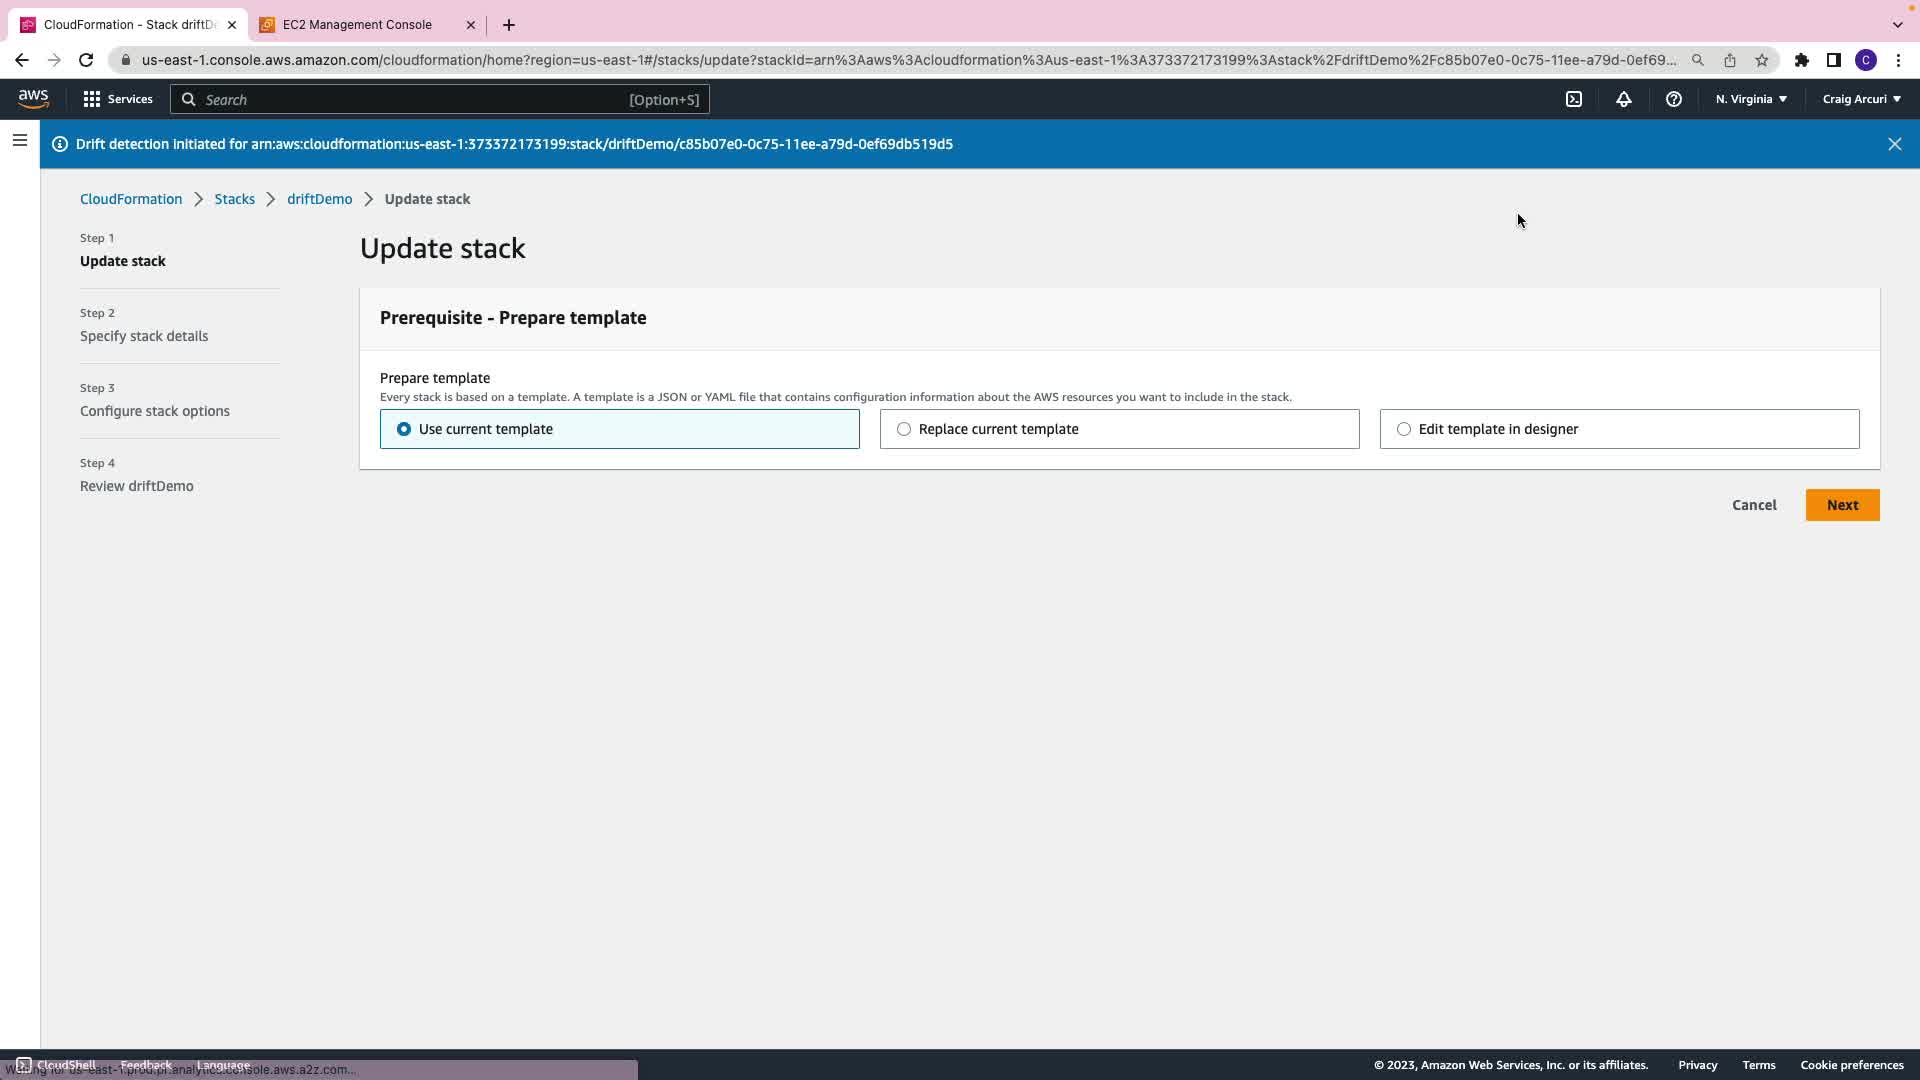 CloudFormation - Stack driftDe
EC2 Management Console
us-east-1.console.aws.amazon.com/cloudformation/home?region=us-east-1#/stacks/update?stackId=arn%3Aaws%3Acloudformation%3Aus-east-1%3A373372173199%3Astack%2FdriftDemo%2Fc85b07e0-0c75-11ee-a79d-0ef69...
C
aws
Services
Search
[Option+S]
N. Virginia
Craig Arcuri
Drift detection initiated for arn:aws:cloudformation:us-east-1:373372173199:stack/driftDemo/c85b07e0-0c75-11ee-a79d-0ef69db519d5
CloudFormation
Stacks
driftDemo
Update stack
Step 1
Update stack
Step 2
Specify stack details
Step 3
Configure stack options
Step 4
Review driftDemo
Update stack
Prerequisite - Prepare template
Prepare template
Every stack is based on a template. A template is a JSON or YAML file that contains configuration information about the AWS resources you want to include in the stack.
Use current template
Replace current template
Edit template in designer
Cancel
Next
CloudShell
Feedback
Language
Waiting for us-east-1.prod.pr.analytics.console.aws.a2z.com...
© 2023, Amazon Web Services, Inc. or its affiliates.
Privacy
Terms
Cookie preferences